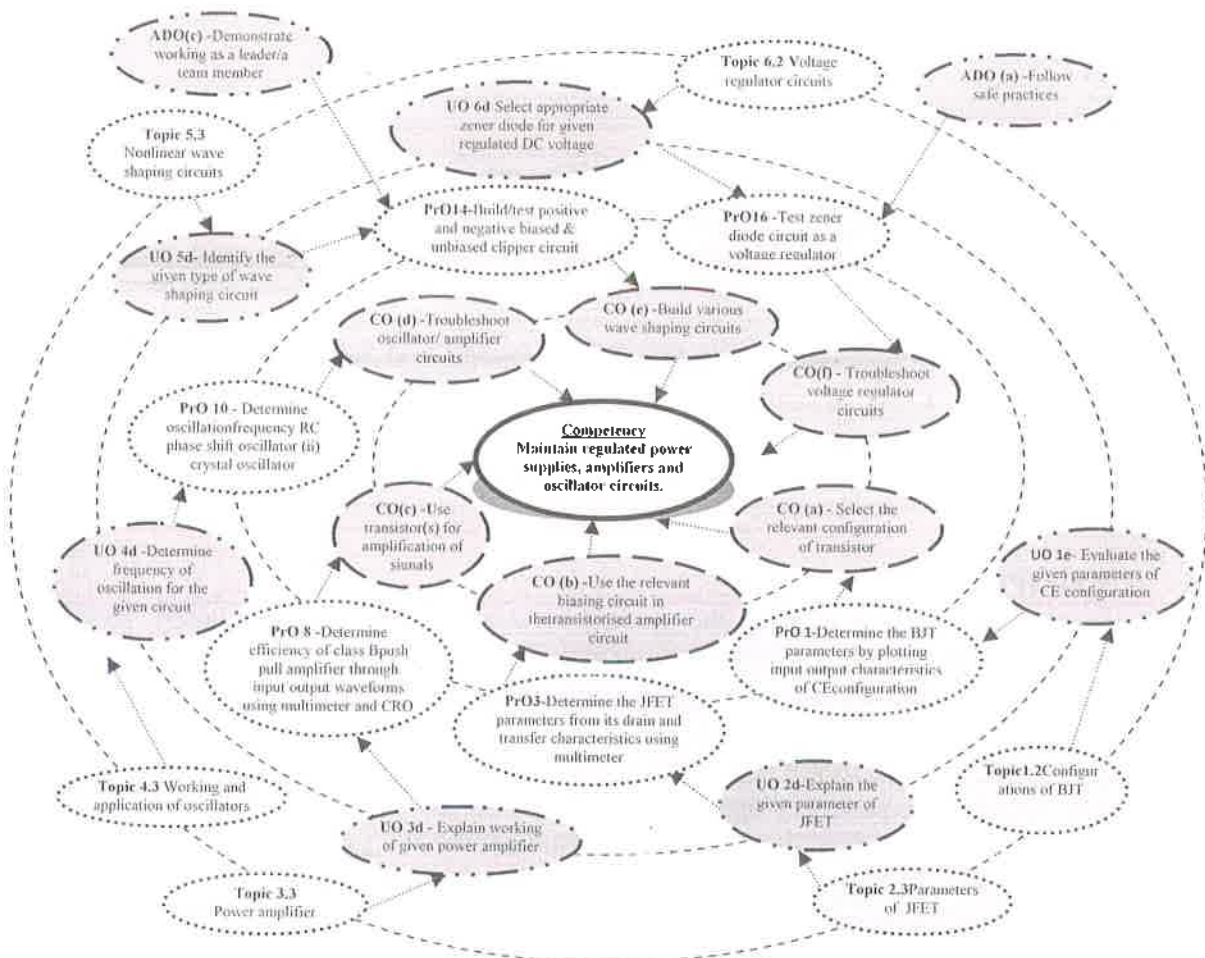 ADO(c) -Demonstrate
working as a leader/a
team member
Topic 6.2 Voltage
regulator circuits
ADO (a) -Follow
safe practices
UO 6d Select appropriate
zener diode for given
regulated DC voltage
Topic 5.3
Nonlinear wave
shaping circuits
PrO14-Build/test positive
and negative biased &
unbiased clipper circuit
PrO16 -Test zener
diode circuit as a
voltage regulator
UO 5d- Identify the
given type of wave
shaping circuit
CO (d) -Troubleshoot
oscillator/ amplifier
circuits
CO (e) -Build various
wave shaping circuits
CO(f) - Troubleshoot
voltage regulator
circuits
PrO 10 - Determine
oscillationfrequency RC
phase shift oscillator (ii)
crystal oscillator
Competency
Maintain regulated power
supplies, amplifiers and
oscillator circuits.
CO(c) -Use
transistor(s) for
amplification of
signals
CO (a) - Select the
relevant configuration
of transistor
UO 4d -Determine
frequency of
oscillation for the
given circuit
CO (b) -Use the relevant
biasing circuit in
thetransistorised amplifier
circuit
UO 1e- Evaluate the
given parameters of
CE configuration
PrO 8 -Determine
efficiency of class Bpush
pull amplifier through
input output waveforms
using multimeter and CRO
PrO 1-Determine the BJT
parameters by plotting
input output characteristics
of CEconfiguration
PrO3-Determine the JFET
parameters from its drain and
transfer characteristics using
multimeter
Topic 4.3 Working and
application of oscillators
UO 2d-Explain the
given parameter of
JFET
Topic1.2Configur
ations of BJT
UO 3d - Explain working
of given power amplifier
Topic 3.3
Power amplifier
Topic 2.3Parameters
of JFET